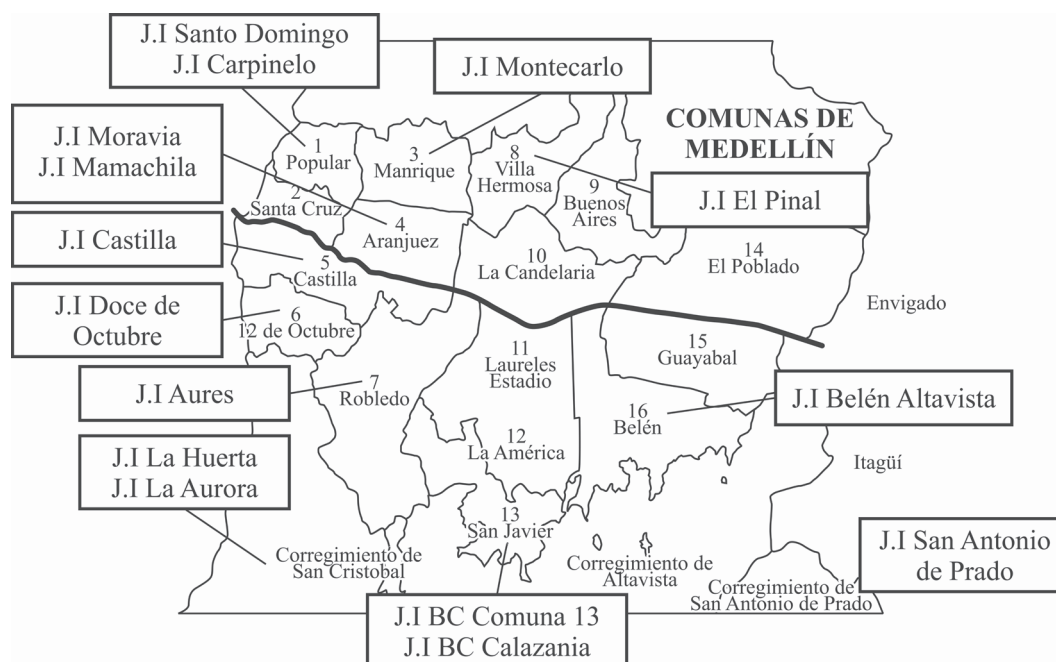 J.I Santo Domingo
J.I Carpinelo
J.I Montecarlo
COMUNAS DE
MEDELLÍN
J.I Moravia
J.I Mamachila
1
Popular
3
Manrique
8
Villa
Hermosa
9
Buenos
Aires
J.I El Pinal
2
Santa Cruz
4
Aranjuez
J.I Castilla
5
Castilla
10
La Candelaria
14
El Poblado
Envigado
J.I Doce de
Octubre
6
12 de Octubre
11
Laureles
Estadio
15
Guayabal
J.I Aures
7
Robledo
16
Belén
J.I Belén Altavista
12
La América
J.I La Huerta
J.I La Aurora
Itagüí
13
San Javier
Corregimiento de
San Cristobal
Corregimiento de
Altavista
Corregimiento de
San Antonio de Prado
J.I San Antonio
de Prado
J.I BC Comuna 13
J.I BC Calazania